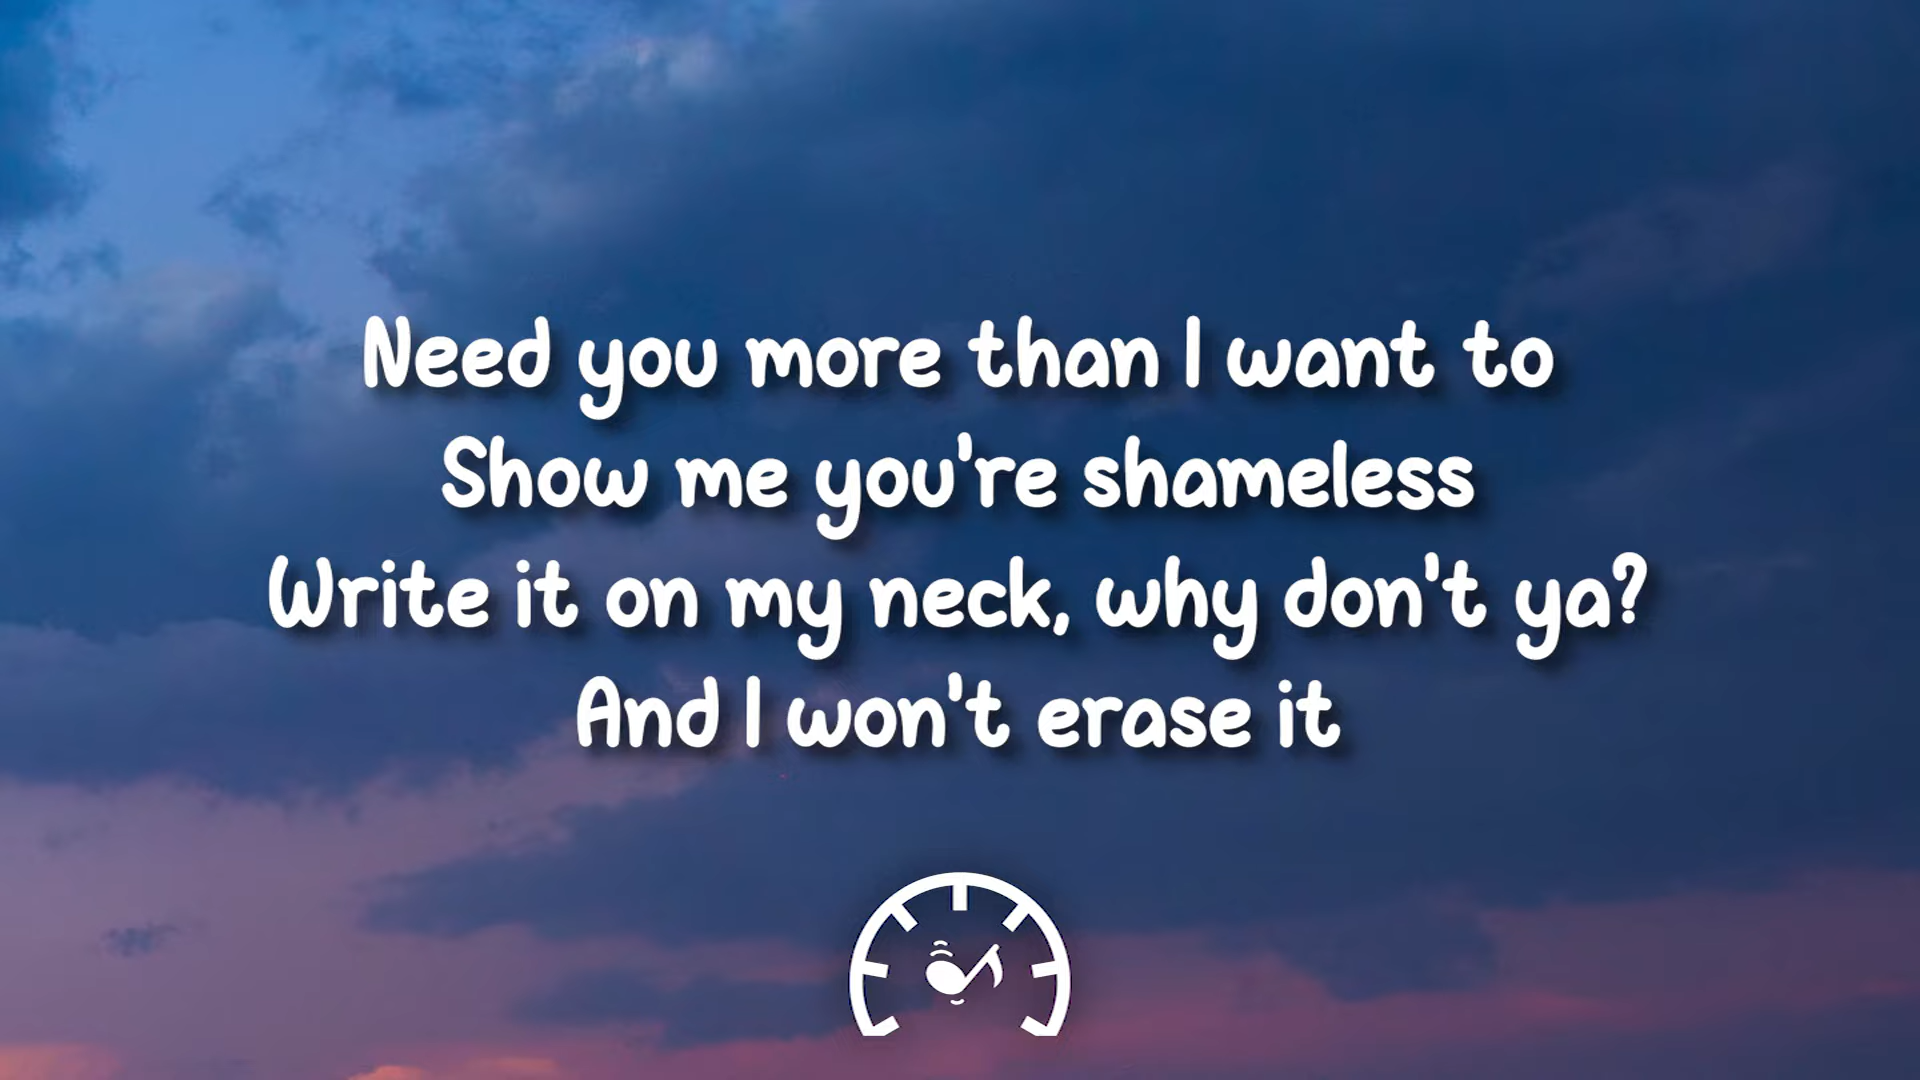 Need you more than I want to
Show me you're shameless
Write it on my neck, why don't ya?
And I won't erase it